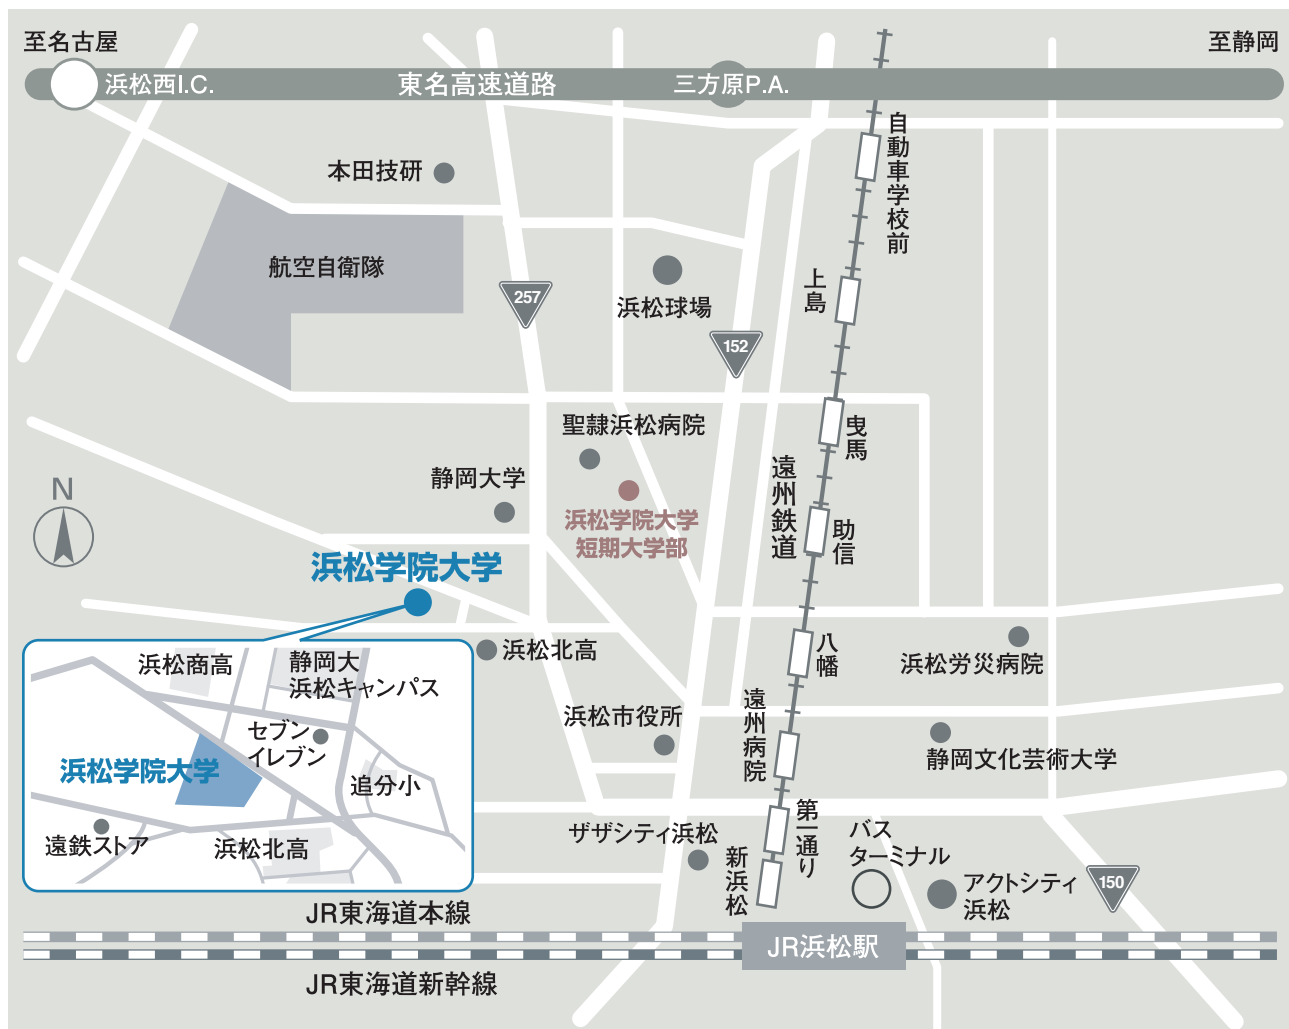 至名古屋
至静岡
浜松西I.C.
東名高速道路
三方原P.A.
自動車学校前
本田技研
航空自衛隊
上島
257
浜松球場
152
聖隷浜松病院
曳馬
静岡大学
遠州鉄道
N
浜松学院大学
短期大学部
助信
浜松学院大学
浜松北高
八幡
浜松労災病院
浜松商高
静岡大
浜松キャンパス
遠州病院
浜松市役所
セブン
イレブン
静岡文化芸術大学
浜松学院大学
追分小
第一通り
ザザシティ浜松
バス
ターミナル
遠鉄ストア
浜松北高
新浜松
アクトシティ
浜松
150
JR東海道本線
JR浜松駅
JR東海道新幹線